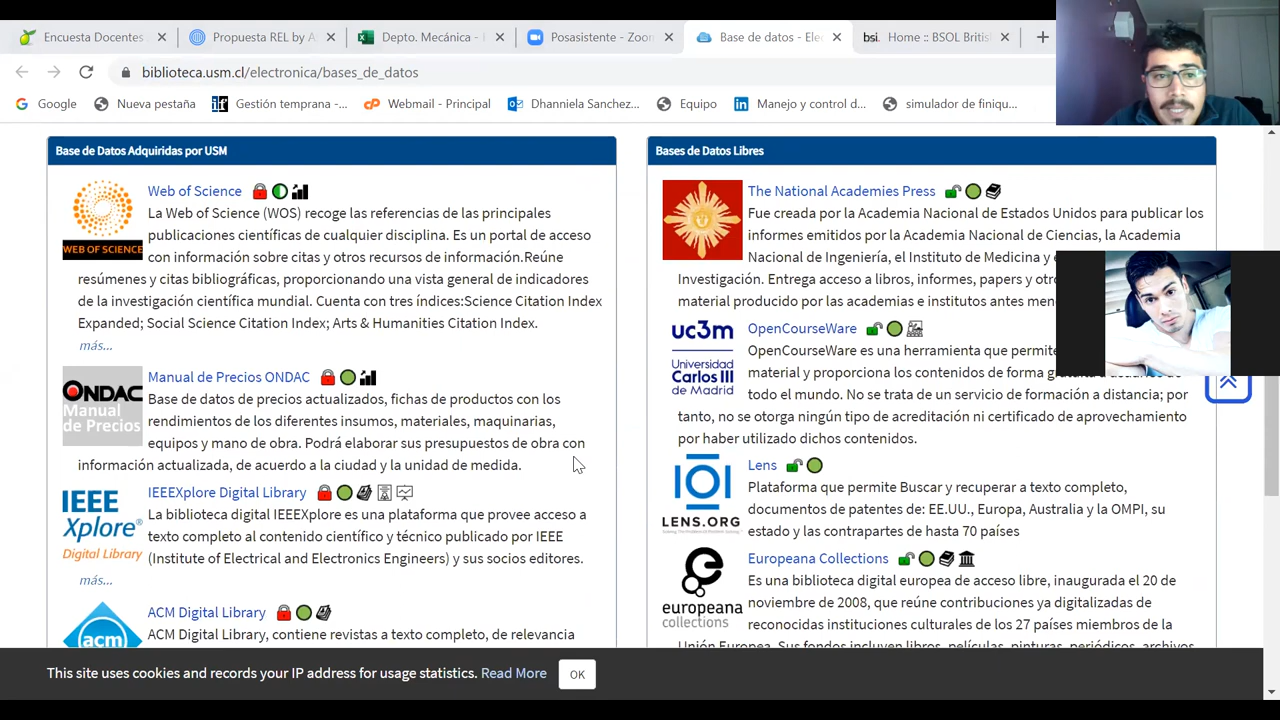 Encuesta Docentes
Propuesta REL by A
Depto. Mecánica -
Posasistente - Zoom
Base de datos - Ele
bsi. Home :: BSOL Britis
biblioteca.usm.cl/electronica/bases_de_datos
Google
Nueva pestaña
Gestión temprana -...
Webmail - Principal
Dhanniela Sanchez...
Equipo
Manejo y control d...
simulador de finiqu...
Base de Datos Adquiridas por USM
WEB OF SCIENCE
Web of Science
La Web of Science (WOS) recoge las referencias de las principales
publicaciones científicas de cualquier disciplina. Es un portal de acceso
con información sobre citas y otros recursos de información.Reúne
resúmenes y citas bibliográficas, proporcionando una vista general de indicadores
de la investigación científica mundial. Cuenta con tres índices:Science Citation Index
Expanded; Social Science Citation Index; Arts & Humanities Citation Index.
más...
ONDAC
Manual
de Precios
Manual de Precios ONDAC
Base de datos de precios actualizados, fichas de productos con los
rendimientos de los diferentes insumos, materiales, maquinarias,
equipos y mano de obra. Podrá elaborar sus presupuestos de obra con
información actualizada, de acuerdo a la ciudad y la unidad de medida.
IEEE
Xplore®
Digital Library
IEEEXplore Digital Library
La biblioteca digital IEEEXplore es una plataforma que provee acceso a
texto completo al contenido científico y técnico publicado por IEEE
(Institute of Electrical and Electronics Engineers) y sus socios editores.
más...
acm
ACM Digital Library
ACM Digital Library, contiene revistas a texto completo, de relevancia
Bases de Datos Libres
The National Academies Press
Fue creada por la Academia Nacional de Estados Unidos para publicar los
informes emitidos por la Academia Nacional de Ciencias, la Academia
Nacional de Ingeniería, el Instituto de Medicina y e
Investigación. Entrega acceso a libros, informes, papers y otro
material producido por las academias e institutos antes men
uc3m
Universidad
Carlos III
de Madrid
OpenCourseWare
OpenCourseWare es una herramienta que permite
material y proporciona los contenidos de forma
todo el mundo. No se trata de un servicio de formación a distancia; por
tanto, no se otorga ningún tipo de acreditación ni certificado de aprovechamiento
por haber utilizado dichos contenidos.
LENS.ORG
Lens
Plataforma que permite Buscar y recuperar a texto completo,
documentos de patentes de: EE.UU., Europa, Australia y la OMPI, su
estado y las contrapartes de hasta 70 países
europeana
collections
Europeana Collections
Es una biblioteca digital europea de acceso libre, inaugurada el 20 de
noviembre de 2008, que reúne contribuciones ya digitalizadas de
reconocidas instituciones culturales de los 27 países miembros de la
Unión Europea. Sus fondos incluyen libros, películas, pinturas, periódicos, archivos
This site uses cookies and records your IP address for usage statistics. Read More
OK